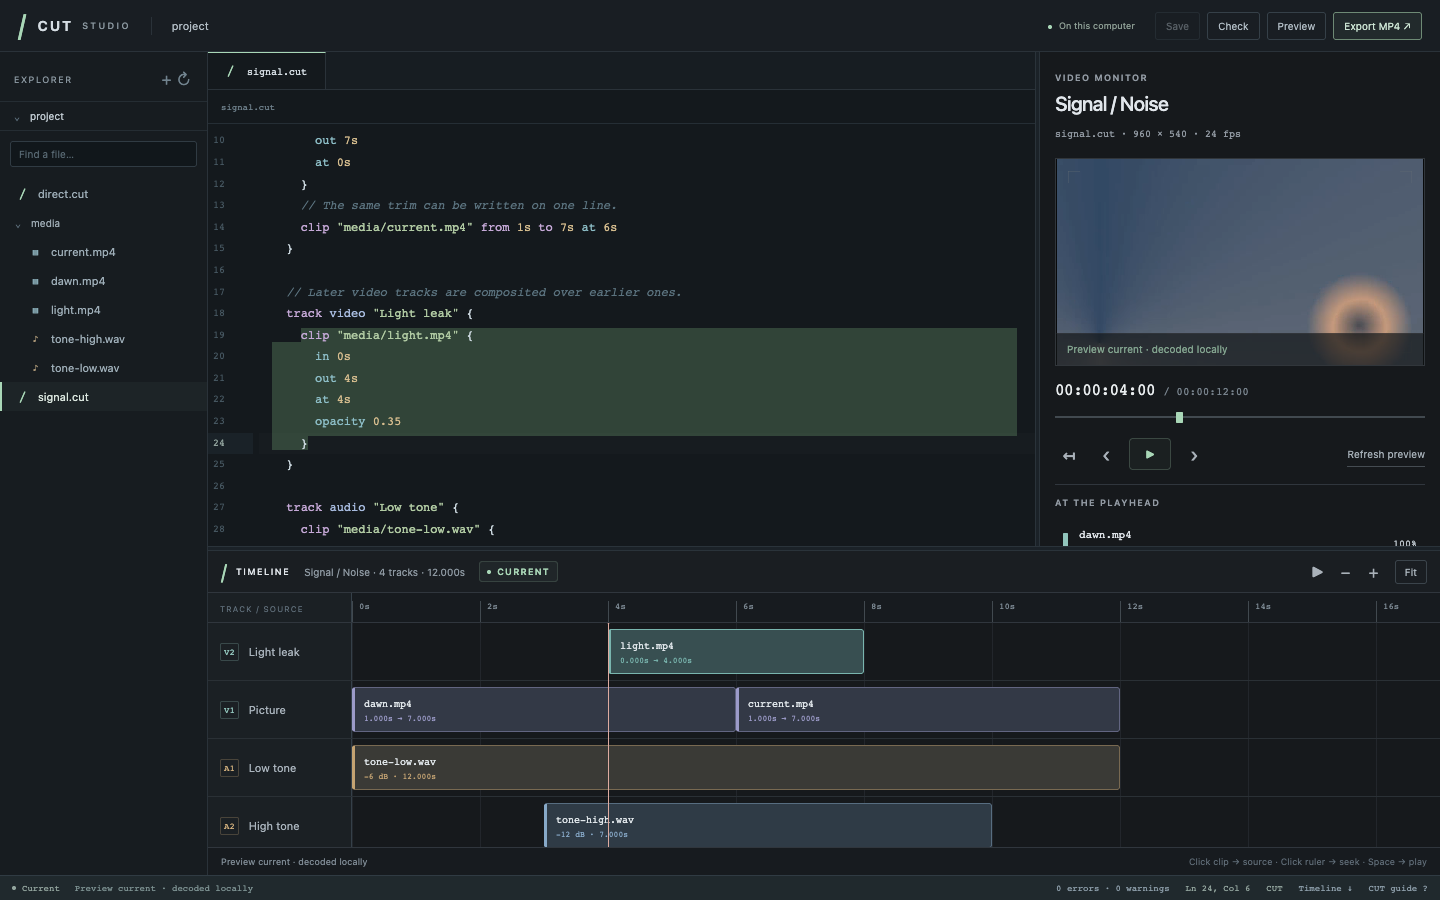 / CUT STUDIO project
On this computer Save Check Preview Export MP4 ↗
EXPLORER
project
Find a file...
/ direct.cut
media
current.mp4
dawn.mp4
light.mp4
♪ tone-high.wav
♪ tone-low.wav
/ signal.cut
/ signal.cut
signal.cut
10 out 7s
11 at 0s
12 }
13 // The same trim can be written on one line.
14 clip "media/current.mp4" from 1s to 7s at 6s
15 }
16
17 // Later video tracks are composited over earlier ones.
18 track video "Light leak" {
19 clip "media/light.mp4" {
20 in 0s
21 out 4s
22 at 4s
23 opacity 0.35
24 }
25 }
26
27 track audio "Low tone" {
28 clip "media/tone-low.wav" {
VIDEO MONITOR
Signal / Noise
signal.cut · 960 × 540 · 24 fps
Preview current · decoded locally
00:00:04:00 / 00:00:12:00
Refresh preview
AT THE PLAYHEAD
dawn.mp4
100%
/ TIMELINE Signal / Noise · 4 tracks · 12.000s • CURRENT
− + Fit
TRACK / SOURCE 0s 2s 4s 6s 8s 10s 12s 14s 16s
V2 Light leak
light.mp4
0.000s → 4.000s
V1 Picture
dawn.mp4
1.000s → 7.000s
current.mp4
1.000s → 7.000s
A1 Low tone
tone-low.wav
-6 dB · 12.000s
A2 High tone
tone-high.wav
-12 dB · 7.000s
Preview current · decoded locally
Click clip → source · Click ruler → seek · Space → play
Current Preview current · decoded locally
0 errors · 0 warnings Ln 24, Col 6 CUT Timeline ↓ CUT guide ?